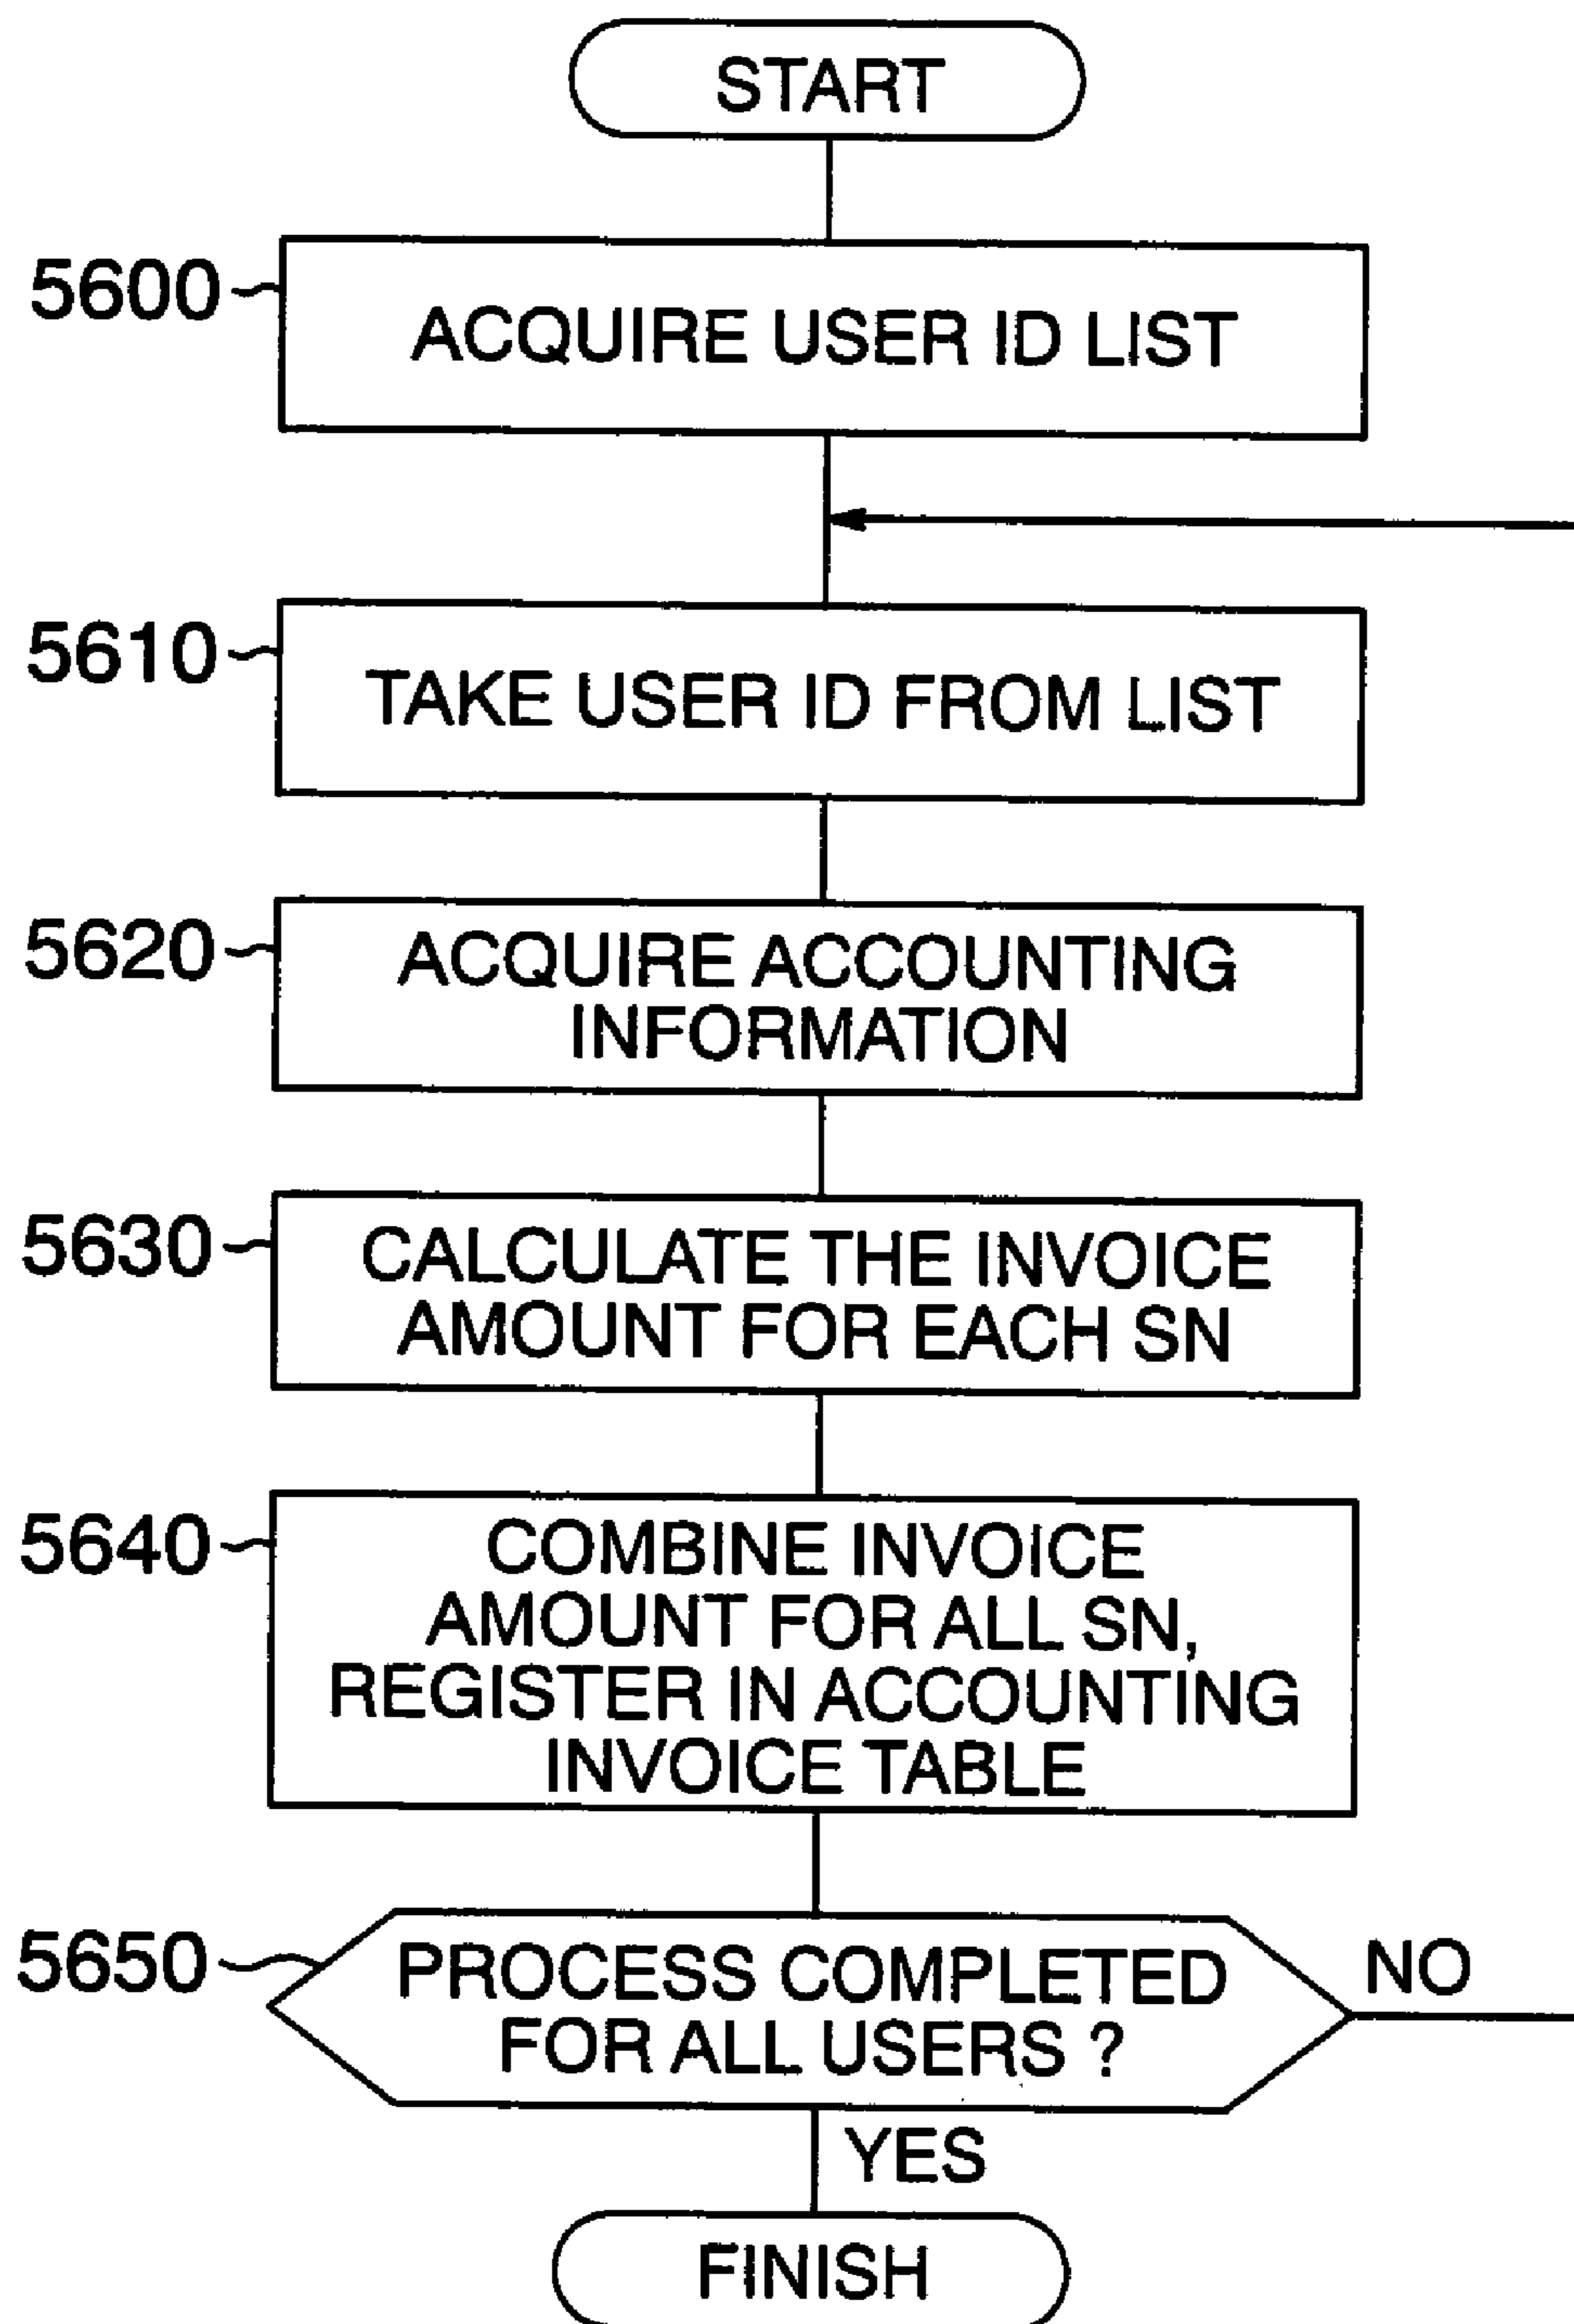 START
5600
ACQUIRE USER ID LIST
5610
TAKE USER ID FROM LIST
5620
ACQUIRE ACCOUNTING
INFORMATION
5630
CALCULATE THE INVOICE
AMOUNT FOR EACH SN
5640
COMBINE INVOICE
AMOUNT FOR ALL SN,
REGISTER IN ACCOUNTING
INVOICE TABLE
5650
PROCESS COMPLETED
FOR ALL USERS ?
NO
YES
FINISH